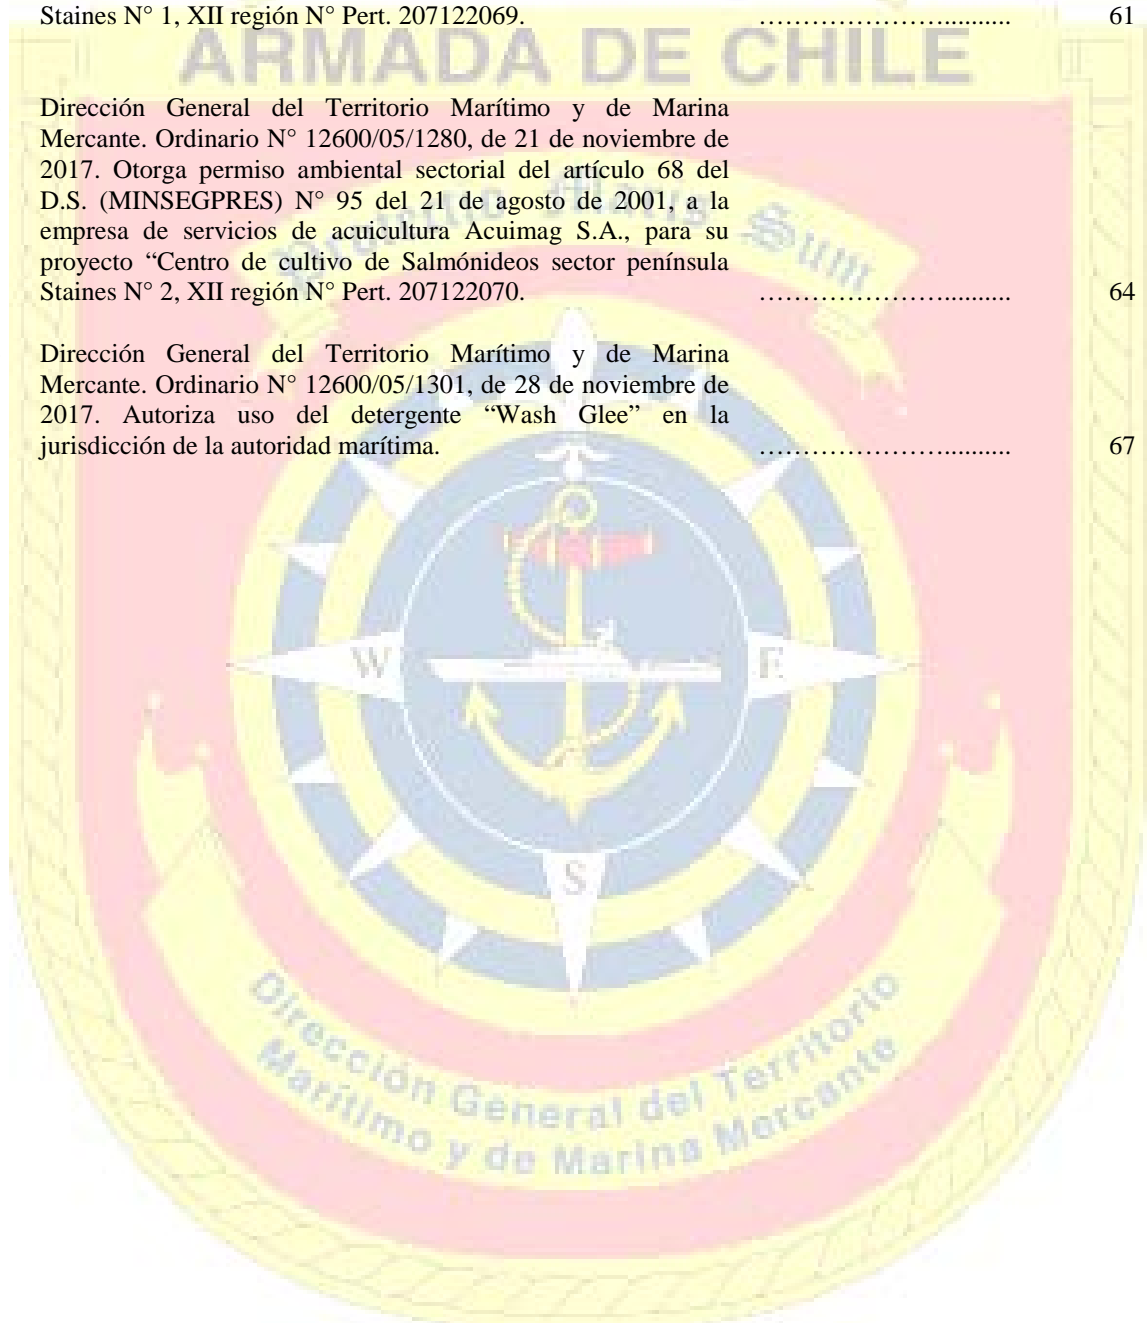 Staines N° 1, XII región N° Pert. 207122069. …………………........... 61
ARMADA DE CHILE
Dirección General del Territorio Marítimo y de Marina
Mercante. Ordinario N° 12600/05/1280, de 21 de noviembre de
2017. Otorga permiso ambiental sectorial del artículo 68 del
D.S. (MINSEGPRES) N° 95 del 21 de agosto de 2001, a la
empresa de servicios de acuicultura Acuimag S.A., para su
proyecto “Centro de cultivo de Salmónideos sector península
Staines N° 2, XII región N° Pert. 207122070. …………………........... 64
Dirección General del Territorio Marítimo y de Marina
Mercante. Ordinario N° 12600/05/1301, de 28 de noviembre de
2017. Autoriza uso del detergente “Wash Glee” en la
jurisdicción de la autoridad marítima. …………………........... 67
Sum
W E
S
Dirección General del Territorio
Marítimo y de Marina Mercante